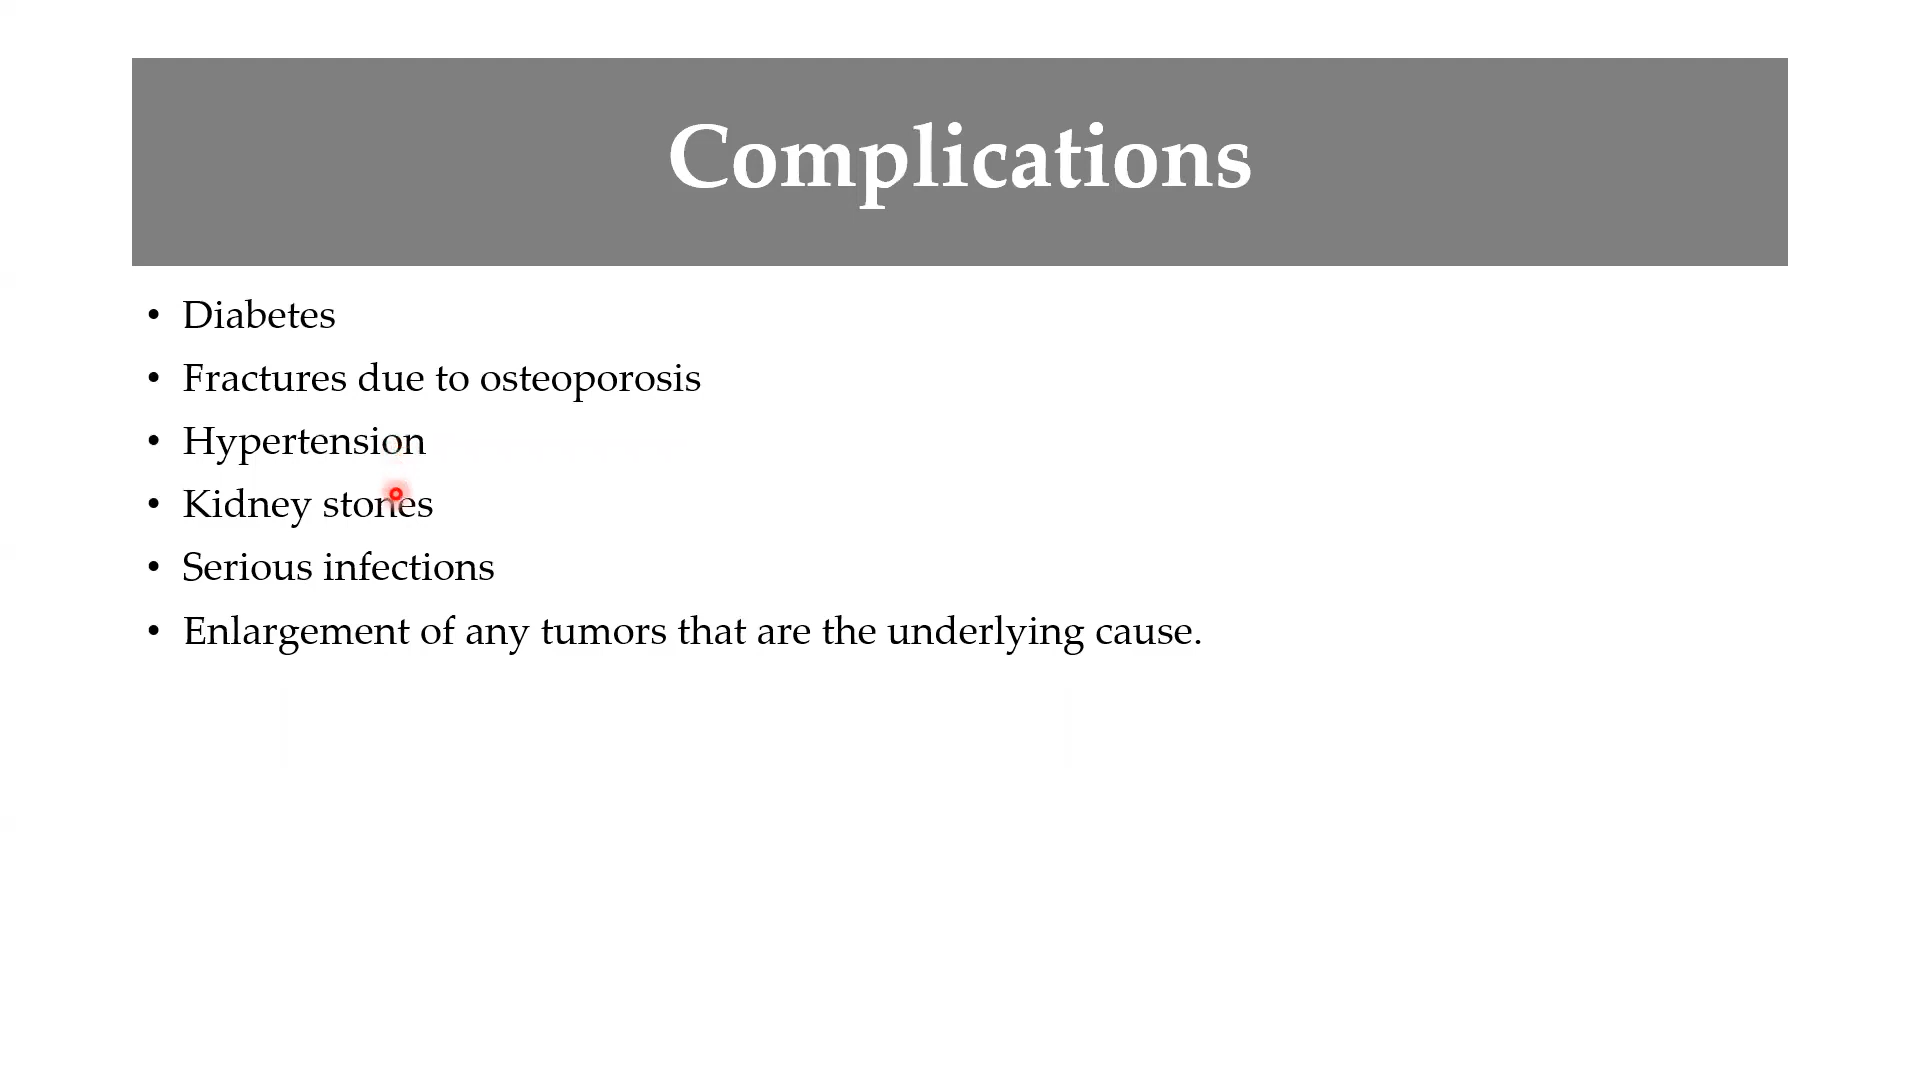 Complications
• Diabetes
• Fractures due to osteoporosis
• Hypertension
• Kidney stones
• Serious infections
• Enlargement of any tumors that are the underlying cause.